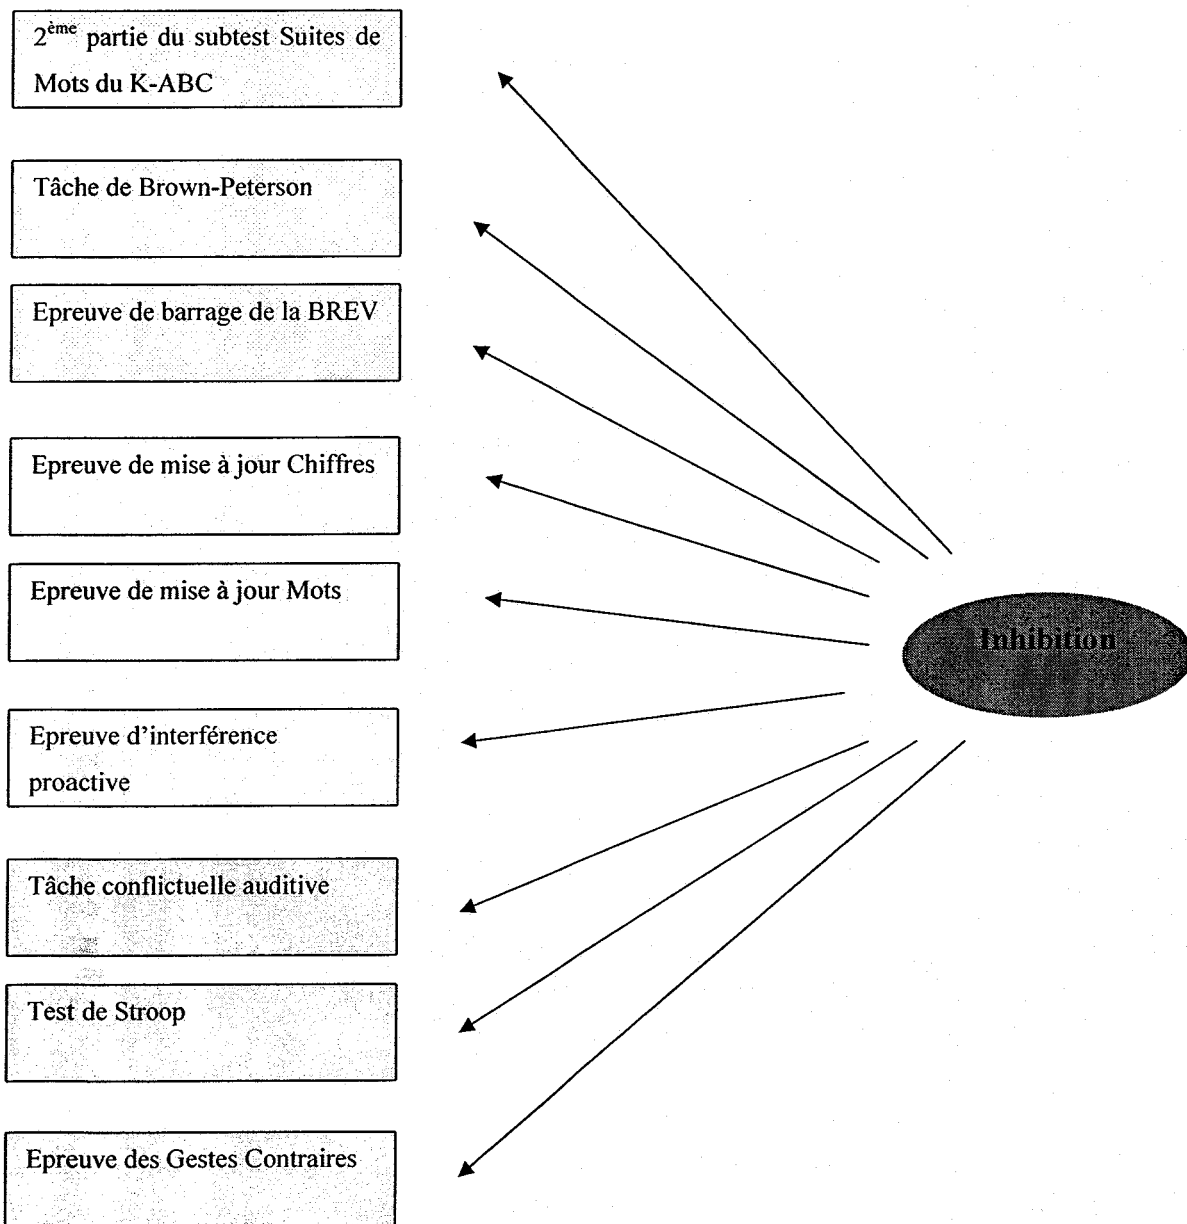 2ème partie du subtest Suites de
Mots du K-ABC
Tâche de Brown-Peterson
Epreuve de barrage de la BREV
Epreuve de mise à jour Chiffres
Epreuve de mise à jour Mots
Inhibition
Epreuve d'interférence
proactive
Tâche conflictuelle auditive
Test de Stroop
Epreuve des Gestes Contraires